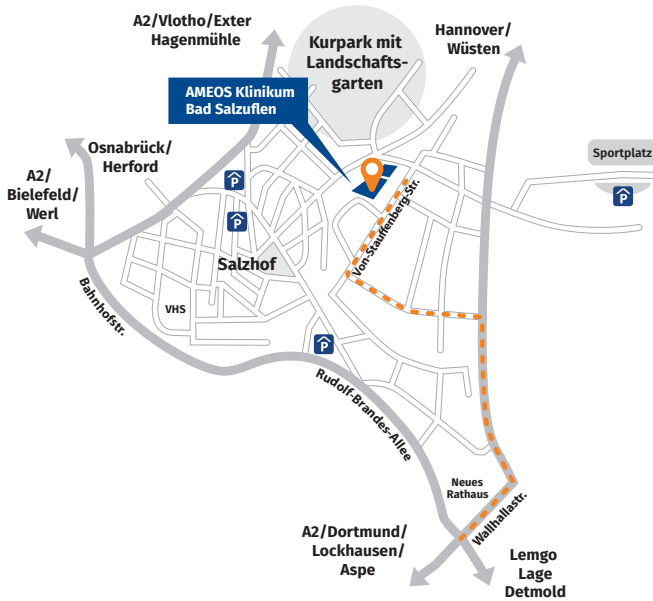 A2/Vlotho/Exter
Hagenmühle
Kurpark mit
Landschafts-
garten
Hannover/
Wüsten
AMEOS Klinikum
Bad Salzuflen
Osnabrück/
Herford
A2/
Bielefeld/
Werl
Sportplatz
P
P
P
Von-Stauffenberg-Str.
Salzhof
Bahnhofstr.
VHS
P
Rudolf-Brandes-Allee
Neues
Rathaus
Wallhallastr.
A2/Dortmund/
Lockhausen/
Aspe
Lemgo
Lage
Detmold